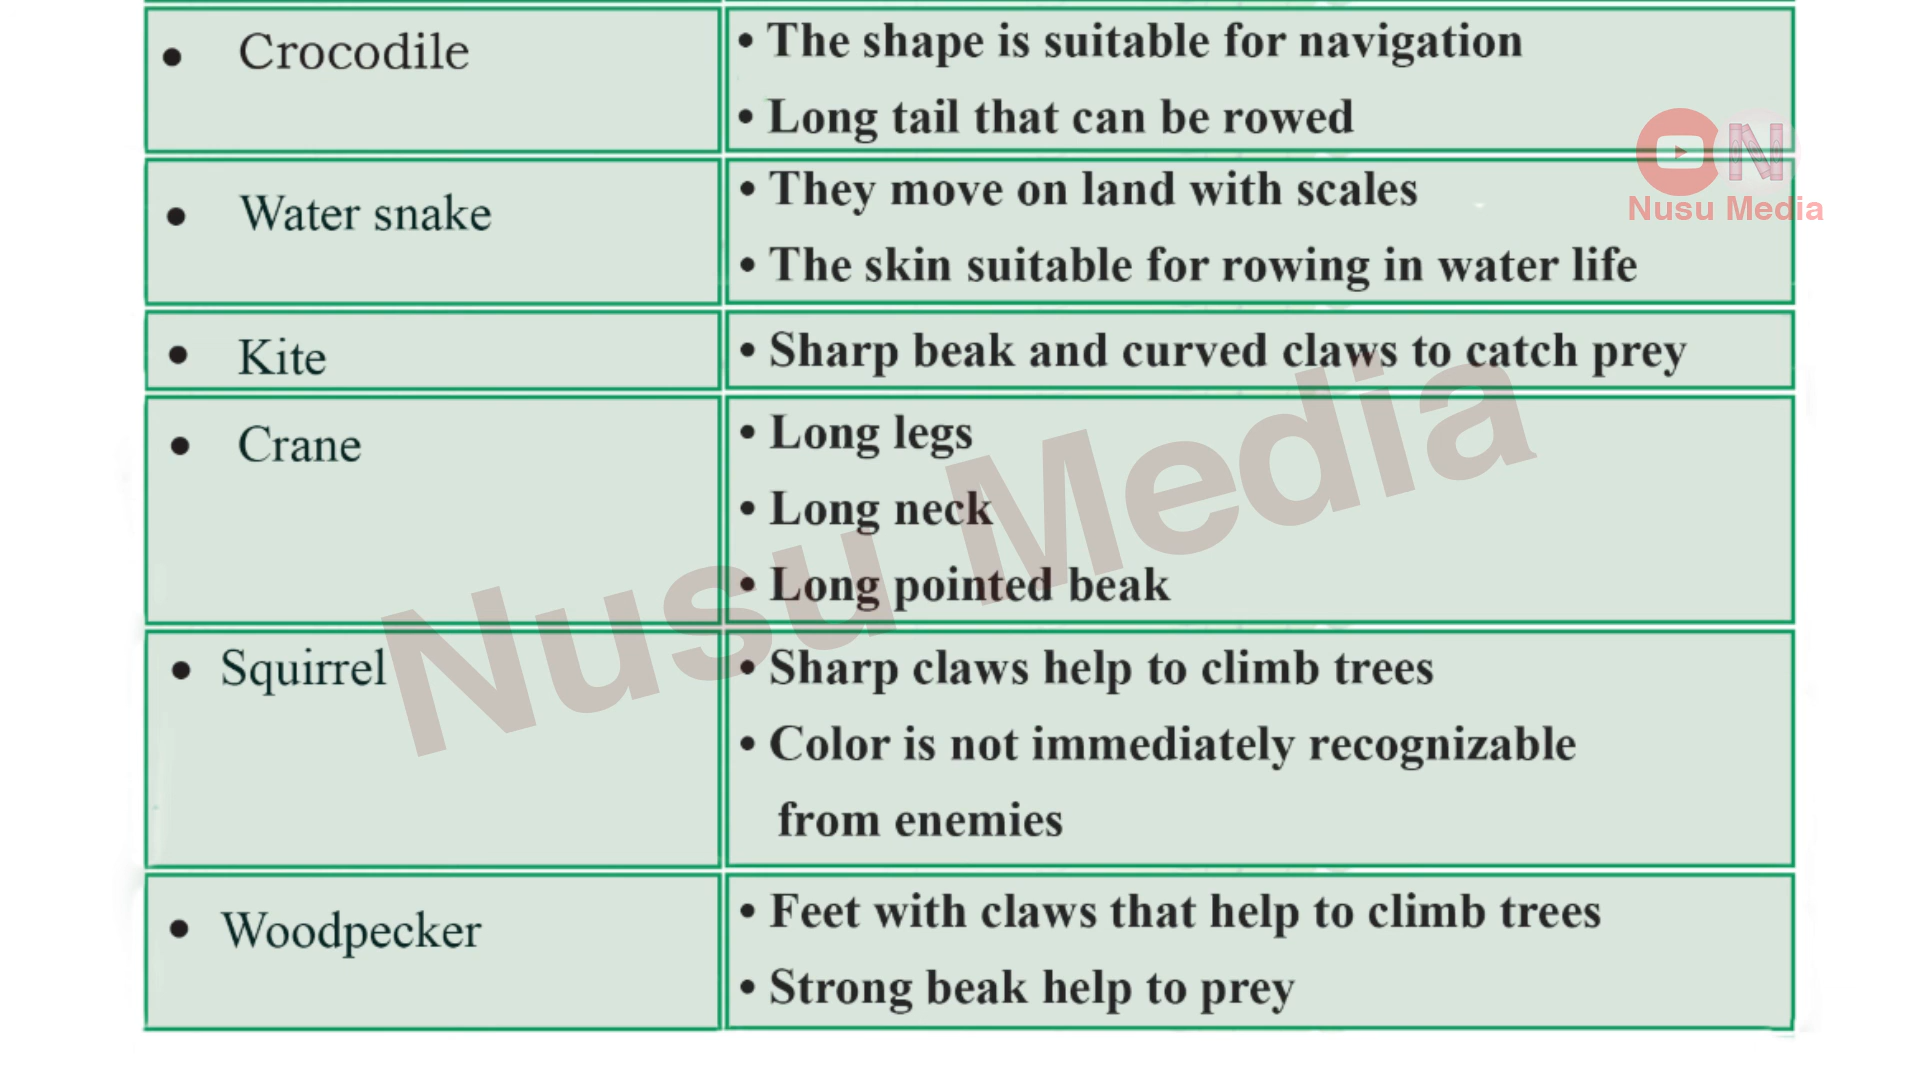 • Crocodile
• The shape is suitable for navigation
• Long tail that can be rowed
• Water snake
• They move on land with scales
• The skin suitable for rowing in water life
• Kite
• Sharp beak and curved claws to catch prey
• Crane
• Long legs
• Long neck
• Long pointed beak
• Squirrel
• Sharp claws help to climb trees
• Color is not immediately recognizable
from enemies
• Woodpecker
• Feet with claws that help to climb trees
• Strong beak help to prey
N
Nusu Media
Nusu Media